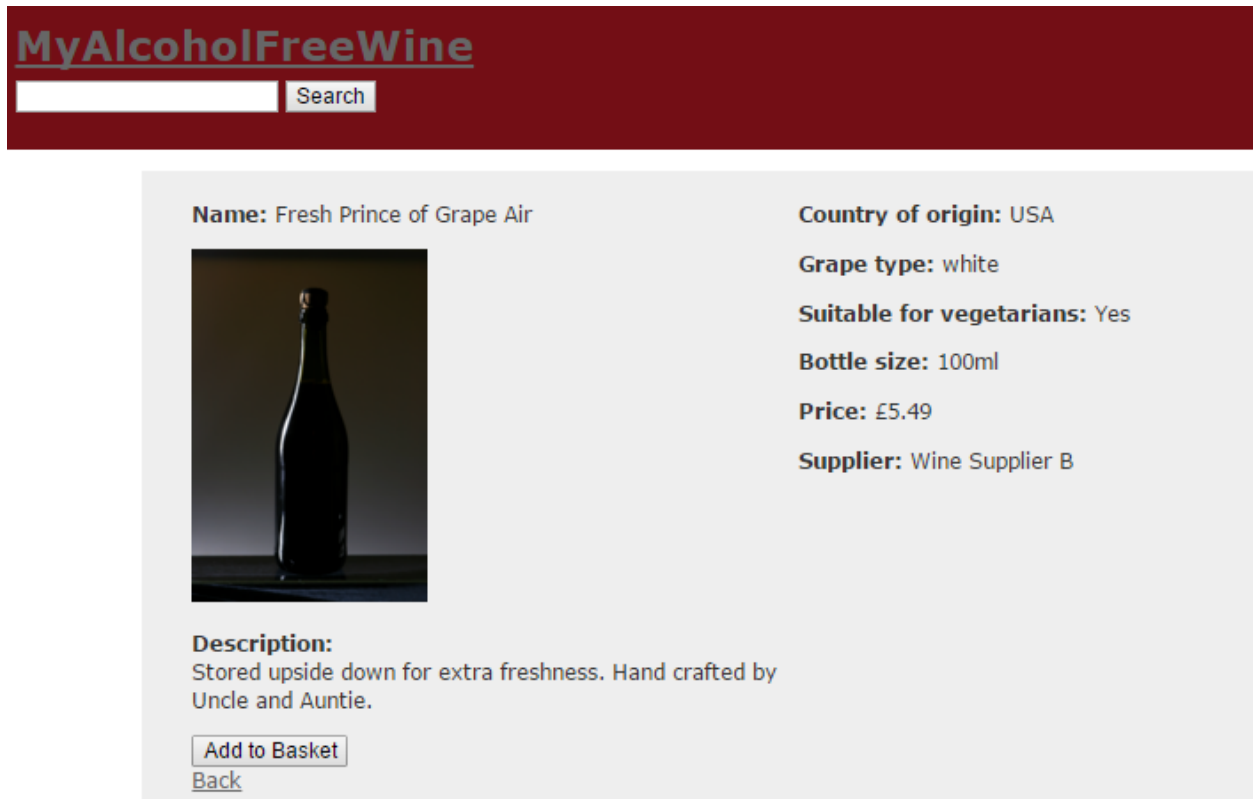 MyAlcoholFreeWine
Search
Name: Fresh Prince of Grape Air
Description:
Stored upside down for extra freshness. Hand crafted by
Uncle and Auntie.
Add to Basket
Back
Country of origin: USA
Grape type: white
Suitable for vegetarians: Yes
Bottle size: 100ml
Price: £5.49
Supplier: Wine Supplier B